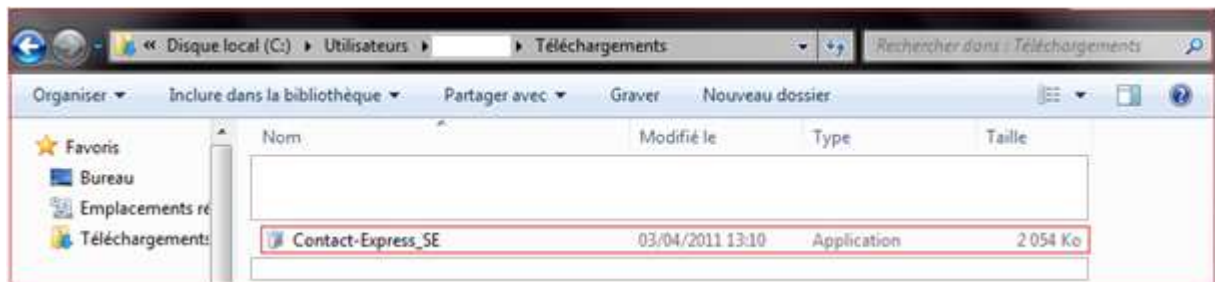 « Disque local (C:) ▸ Utilisateurs ▸ ▸ Téléchargements Rechercher dans : Téléchargements
Organiser Inclure dans la bibliothèque Partager avec Graver Nouveau dossier
Nom Modifié le Type Taille
Favoris
Bureau
Emplacements ré
Téléchargements
Contact-Express_SE 03/04/2011 13:10 Application 2 054 Ko